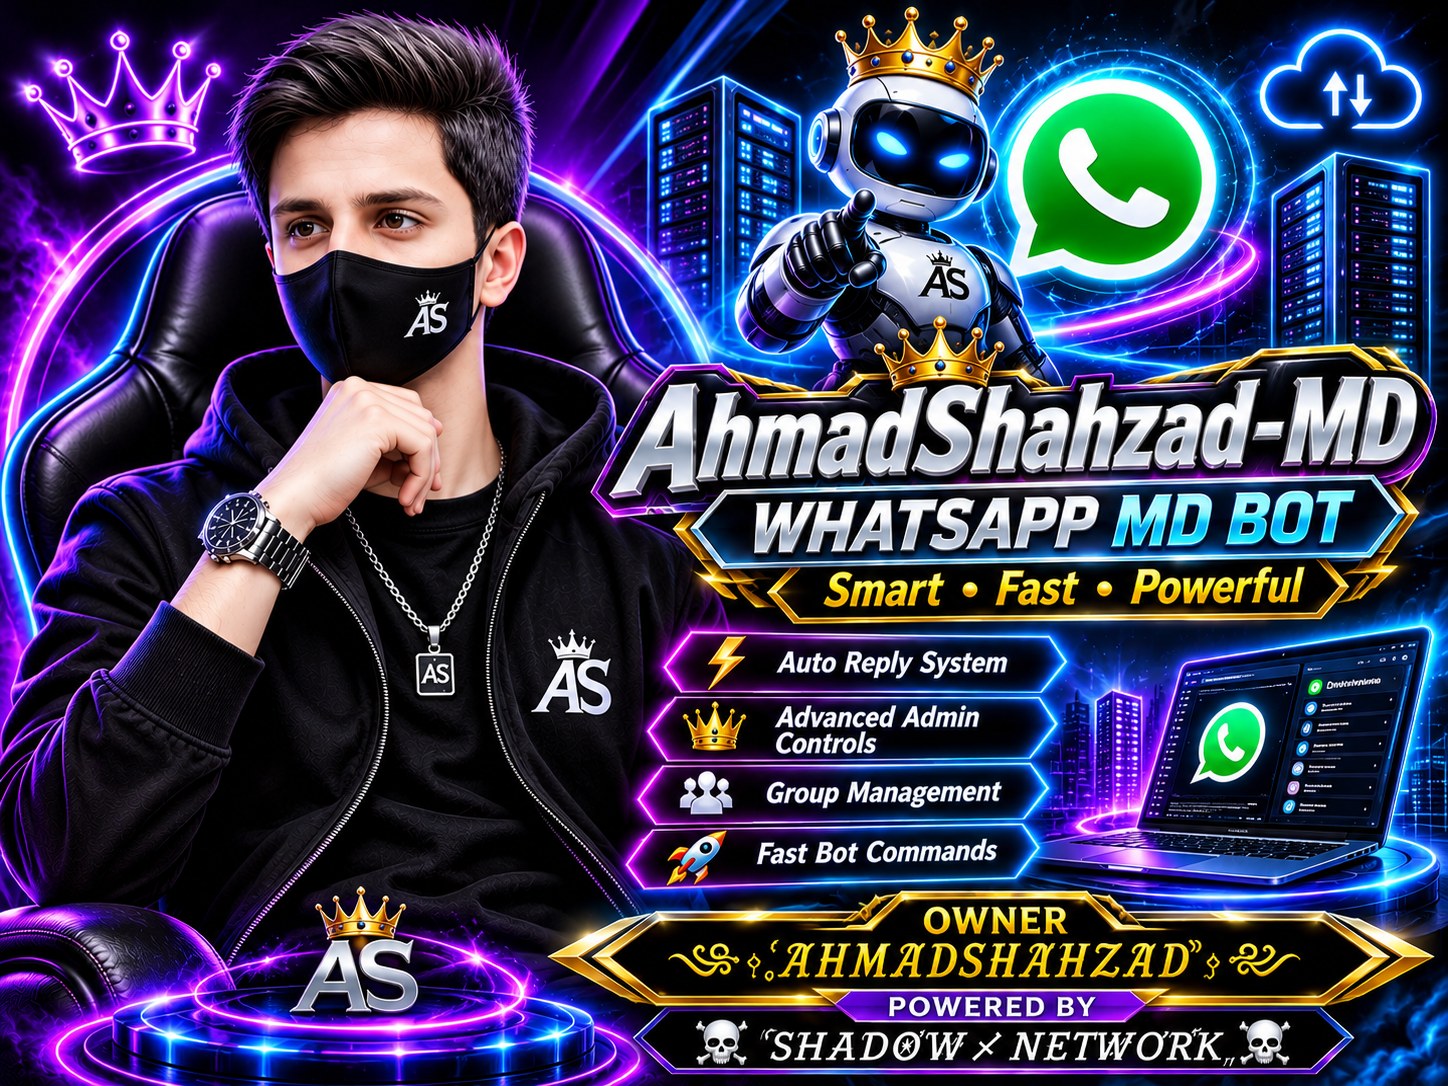 AS
AS
AS
AS
AS
AhmadShahzad-MD
WHATSAPP MD BOT
Smart • Fast • Powerful
Auto Reply System
Advanced Admin
Controls
Group Management
Fast Bot Commands
OWNER
"AHMADSHAHZAD"
POWERED BY
"SHADOW × NETWORK„